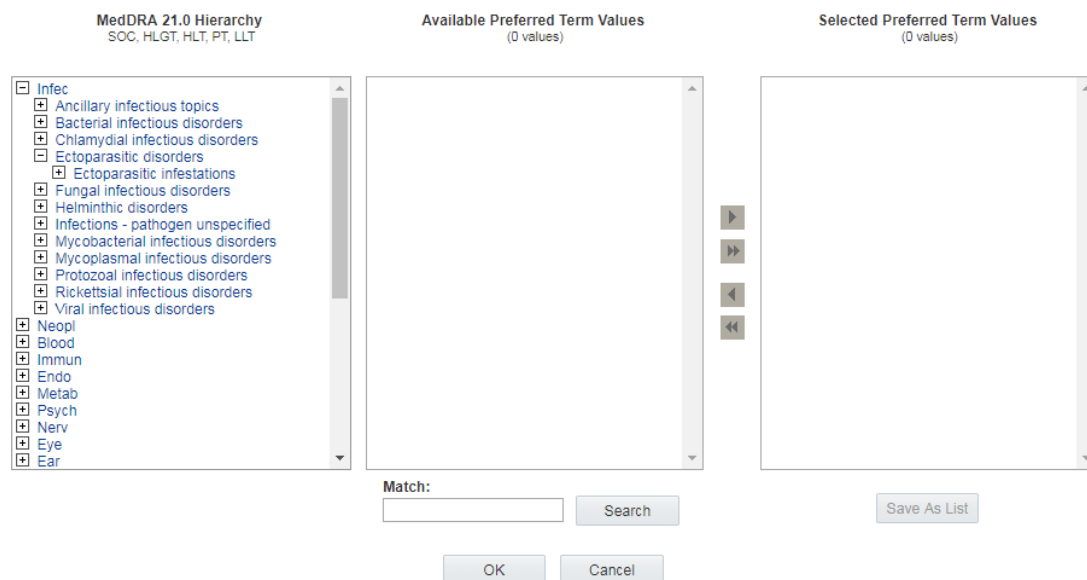 MedDRA 21.0 Hierarchy
SOC, HLGT, HLT, PT, LLT
Available Preferred Term Values
(0 values)
Selected Preferred Term Values
(0 values)
Infec
Ancillary infectious topics
Bacterial infectious disorders
Chlamydial infectious disorders
Ectoparasitic disorders
Ectoparasitic infestations
Fungal infectious disorders
Helminthic disorders
Infections - pathogen unspecified
Mycobacterial infectious disorders
Mycoplasmal infectious disorders
Protozoal infectious disorders
Rickettsial infectious disorders
Viral infectious disorders
Neopl
Blood
Immun
Endo
Metab
Psych
Nerv
Eye
Ear
Match:
Search
Save As List
OK
Cancel